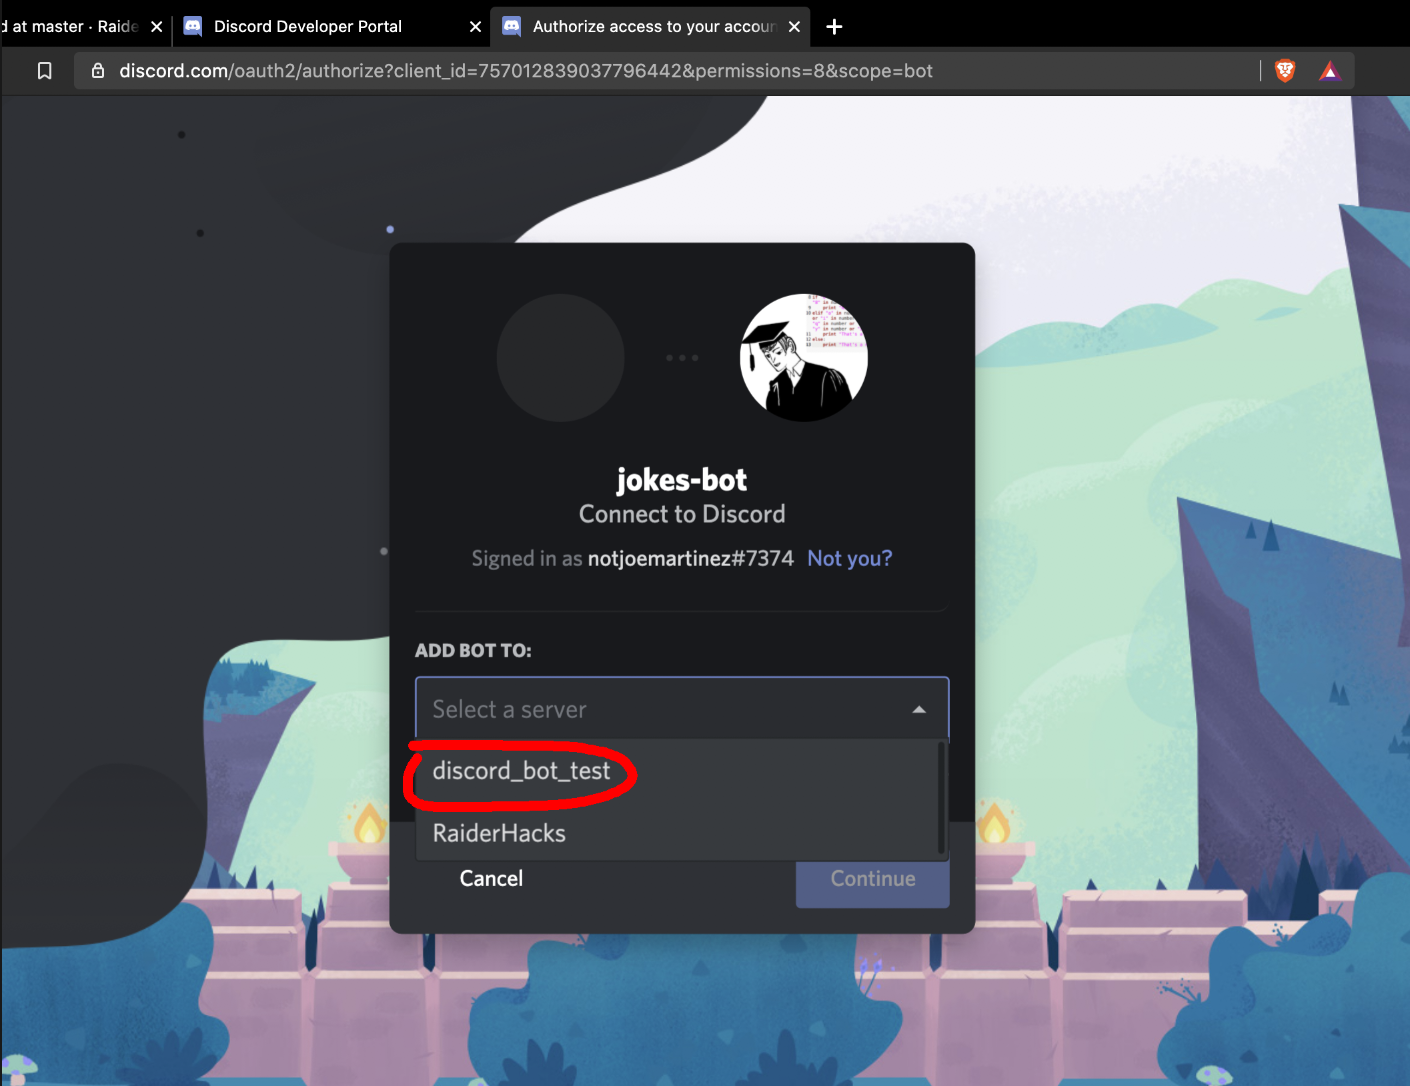 d at master · Raide
Discord Developer Portal
Authorize access to your accoun
discord.com/oauth2/authorize?client_id=757012839037796442&permissions=8&scope=bot
jokes-bot
Connect to Discord
Signed in as notjoemartinez#7374 Not you?
ADD BOT TO:
Select a server
discord_bot_test
RaiderHacks
Cancel
Continue